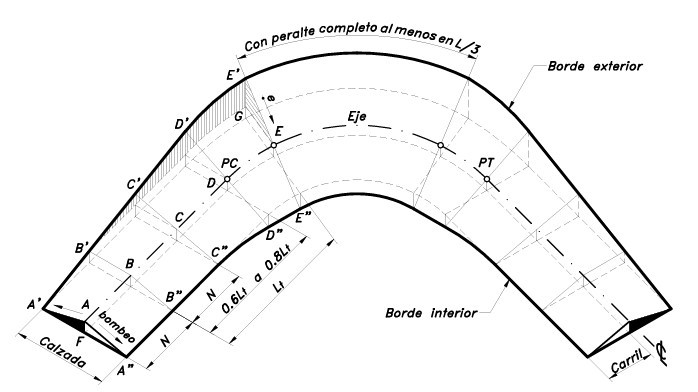 Con peralte completo al menos en L/3
Borde exterior
E'
G
e
E
Eje
D'
PC
D
PT
C'
C
E"
D"
B'
B
C"
B"
N
0.6Lt a 0.8Lt
Lt
Borde interior
A'
A
bombeo
F
N
Calzada
A"
Carril
℄